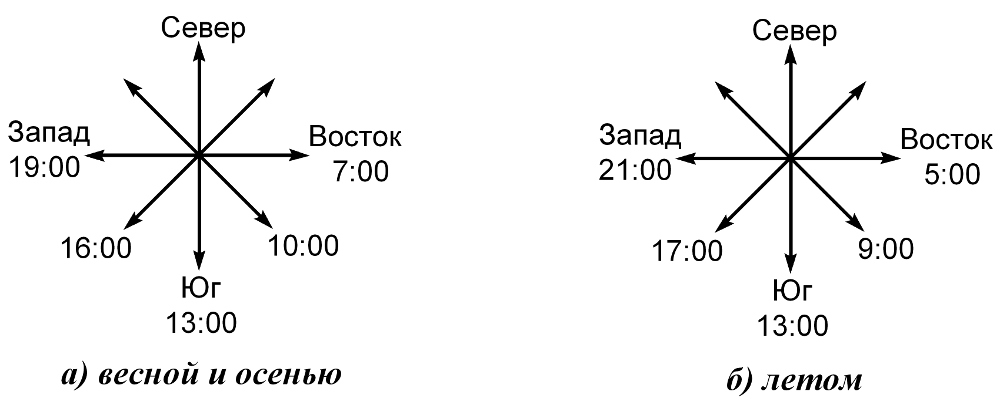 Север
Запад
19:00
Восток
7:00
16:00
10:00
Юг
13:00
а) весной и осенью
Север
Запад
21:00
Восток
5:00
17:00
9:00
Юг
13:00
б) летом